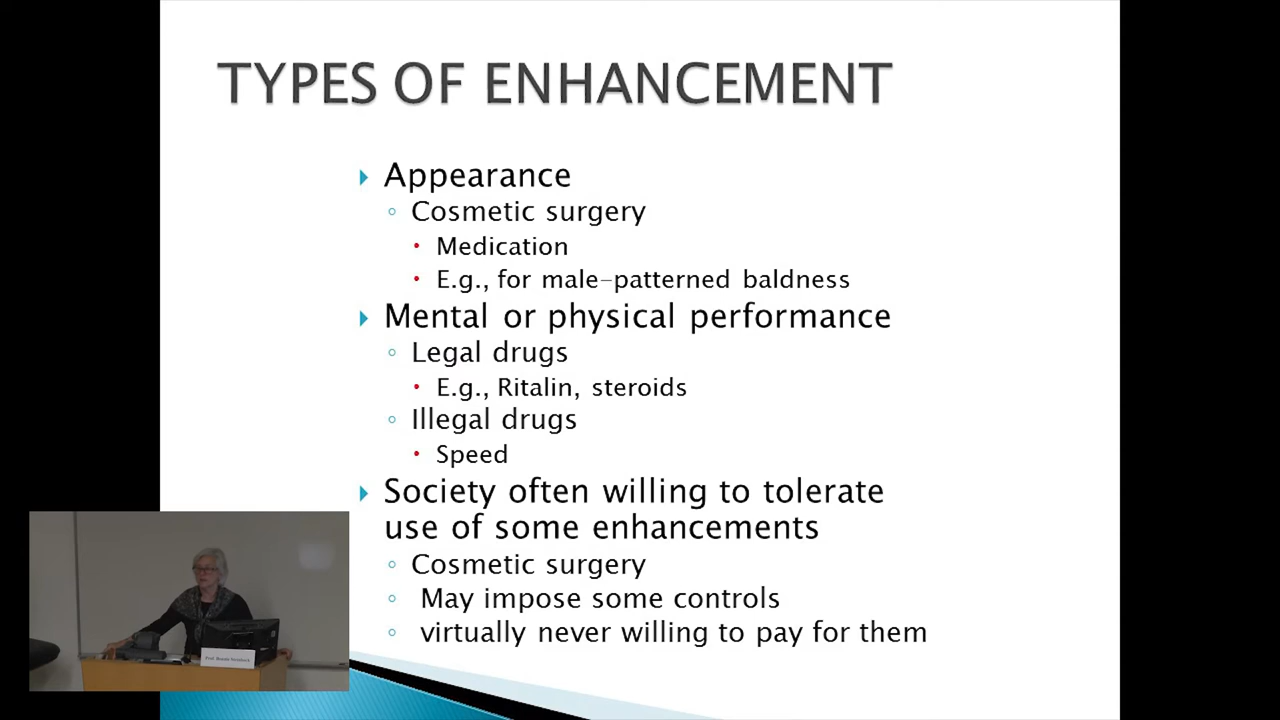 TYPES OF ENHANCEMENT
Appearance
Cosmetic surgery
Medication
E.g., for male-patterned baldness
Mental or physical performance
Legal drugs
E.g., Ritalin, steroids
Illegal drugs
Speed
Society often willing to tolerate
use of some enhancements
Cosmetic surgery
May impose some controls
virtually never willing to pay for them
Prof.